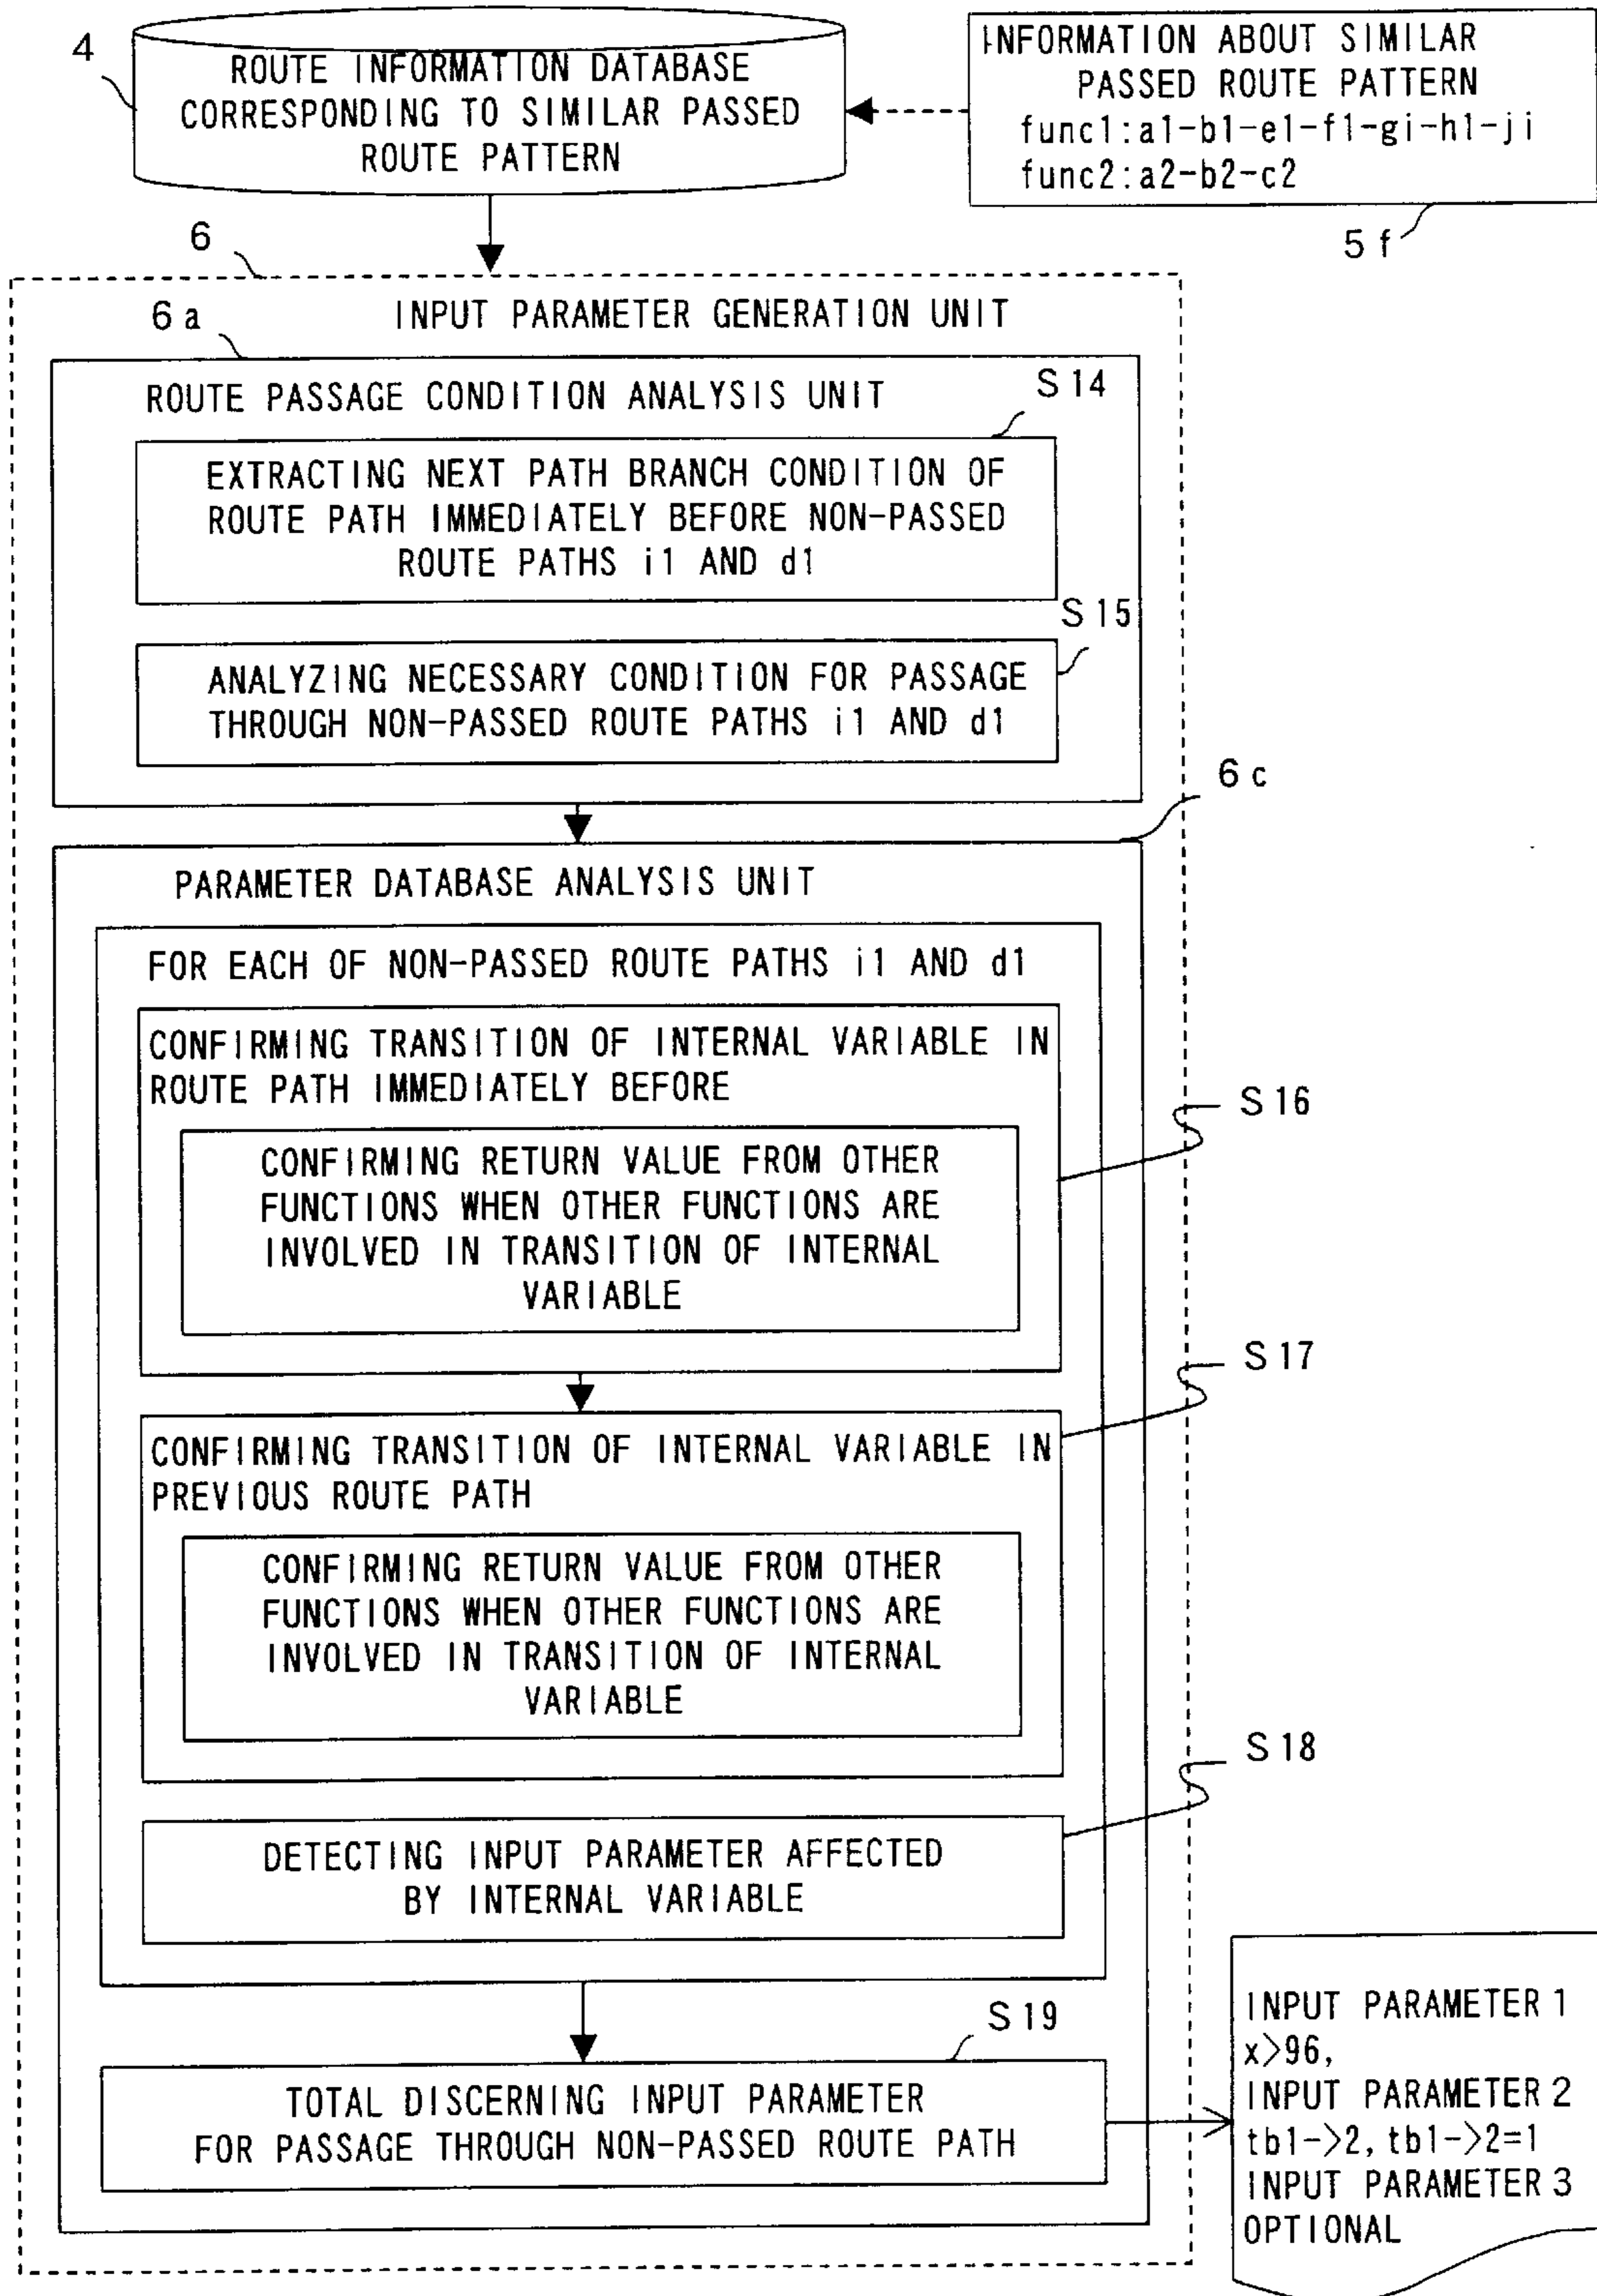 4
ROUTE INFORMATION DATABASE
CORRESPONDING TO SIMILAR PASSED
ROUTE PATTERN
INFORMATION ABOUT SIMILAR
PASSED ROUTE PATTERN
func1:a1-b1-e1-f1-gi-h1-ji
func2:a2-b2-c2
5f
6
INPUT PARAMETER GENERATION UNIT
6a
ROUTE PASSAGE CONDITION ANALYSIS UNIT
S14
EXTRACTING NEXT PATH BRANCH CONDITION OF
ROUTE PATH IMMEDIATELY BEFORE NON-PASSED
ROUTE PATHS i1 AND d1
S15
ANALYZING NECESSARY CONDITION FOR PASSAGE
THROUGH NON-PASSED ROUTE PATHS i1 AND d1
6c
PARAMETER DATABASE ANALYSIS UNIT
FOR EACH OF NON-PASSED ROUTE PATHS i1 AND d1
CONFIRMING TRANSITION OF INTERNAL VARIABLE IN
ROUTE PATH IMMEDIATELY BEFORE
S16
CONFIRMING RETURN VALUE FROM OTHER
FUNCTIONS WHEN OTHER FUNCTIONS ARE
INVOLVED IN TRANSITION OF INTERNAL
VARIABLE
S17
CONFIRMING TRANSITION OF INTERNAL VARIABLE IN
PREVIOUS ROUTE PATH
CONFIRMING RETURN VALUE FROM OTHER
FUNCTIONS WHEN OTHER FUNCTIONS ARE
INVOLVED IN TRANSITION OF INTERNAL
VARIABLE
S18
DETECTING INPUT PARAMETER AFFECTED
BY INTERNAL VARIABLE
S19
TOTAL DISCERNING INPUT PARAMETER
FOR PASSAGE THROUGH NON-PASSED ROUTE PATH
INPUT PARAMETER 1
x>96,
INPUT PARAMETER 2
tb1->2, tb1->2=1
INPUT PARAMETER 3
OPTIONAL